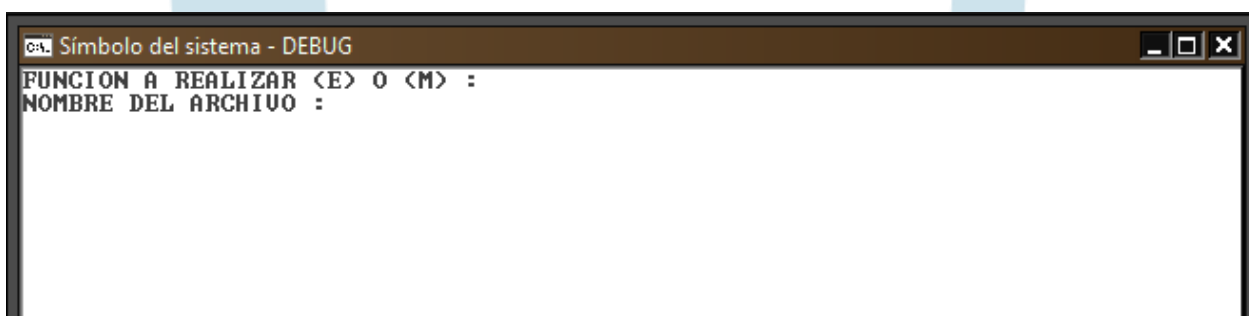 Símbolo del sistema - DEBUG
FUNCION A REALIZAR (E) O (M) :
NOMBRE DEL ARCHIVO :